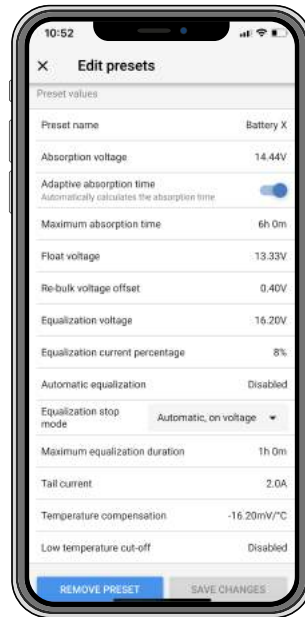 10:52
Edit presets
Preset values
Preset name Battery X
Absorption voltage 14.44V
Adaptive absorption time
Automatically calculates the absorption time
Maximum absorption time 6h 0m
Float voltage 13.33V
Re-bulk voltage offset 0.40V
Equalization voltage 16.20V
Equalization current percentage 8%
Automatic equalization Disabled
Equalization stop mode Automatic, on voltage
Maximum equalization duration 1h 0m
Tail current 2.0A
Temperature compensation -16.20mV/°C
Low temperature cut-off Disabled
REMOVE PRESET SAVE CHANGES